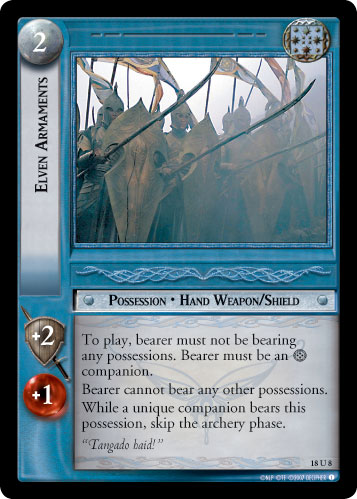 2
Elven Armaments
Possession • Hand Weapon/Shield
+2
+1
To play, bearer must not be bearing
any possessions. Bearer must be an
companion.
Bearer cannot bear any other possessions.
While a unique companion bears this
possession, skip the archery phase.
“Tangado haid!”
18 U 8